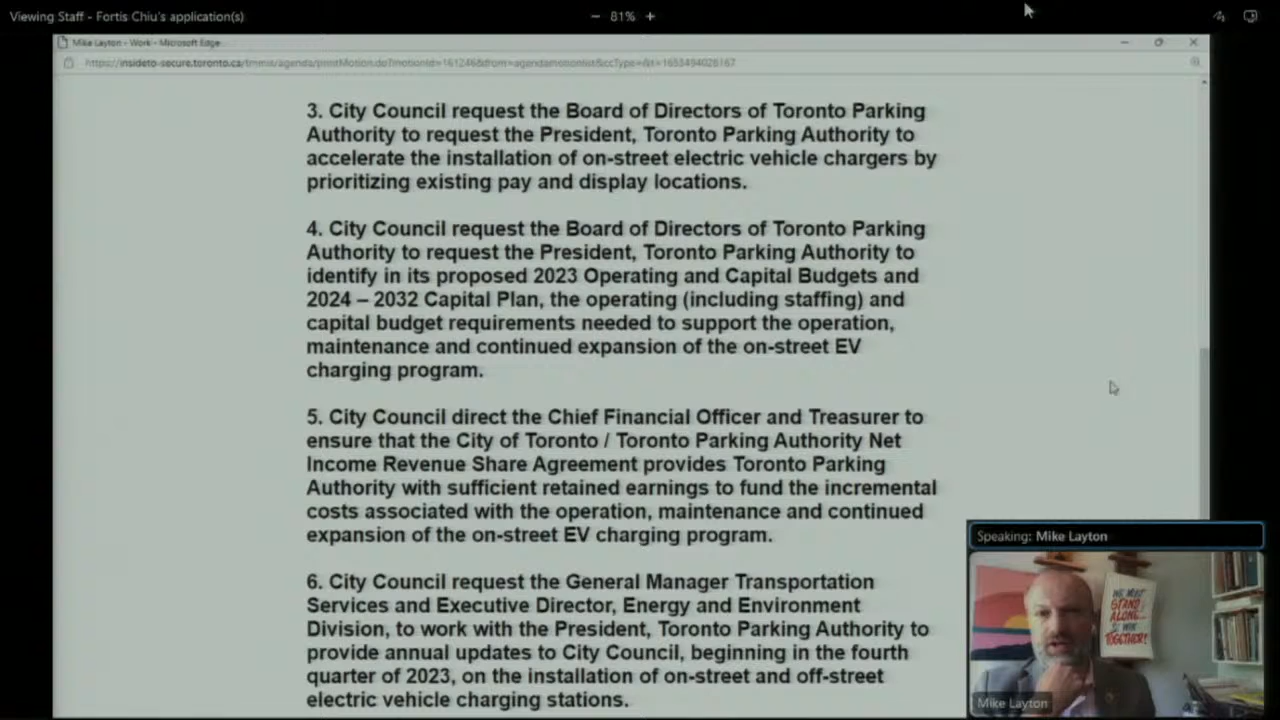 Viewing Staff - Fortis Chiu's application(s)
− 81% +
Mike Layton - Work - Microsoft Edge
3. City Council request the Board of Directors of Toronto Parking
Authority to request the President, Toronto Parking Authority to
accelerate the installation of on-street electric vehicle chargers by
prioritizing existing pay and display locations.
4. City Council request the Board of Directors of Toronto Parking
Authority to request the President, Toronto Parking Authority to
identify in its proposed 2023 Operating and Capital Budgets and
2024 – 2032 Capital Plan, the operating (including staffing) and
capital budget requirements needed to support the operation,
maintenance and continued expansion of the on-street EV
charging program.
5. City Council direct the Chief Financial Officer and Treasurer to
ensure that the City of Toronto / Toronto Parking Authority Net
Income Revenue Share Agreement provides Toronto Parking
Authority with sufficient retained earnings to fund the incremental
costs associated with the operation, maintenance and continued
expansion of the on-street EV charging program.
6. City Council request the General Manager Transportation
Services and Executive Director, Energy and Environment
Division, to work with the President, Toronto Parking Authority to
provide annual updates to City Council, beginning in the fourth
quarter of 2023, on the installation of on-street and off-street
electric vehicle charging stations.
Speaking: Mike Layton
WE MUST
STAND
ALONE...
TOGETHER!
Mike Layton